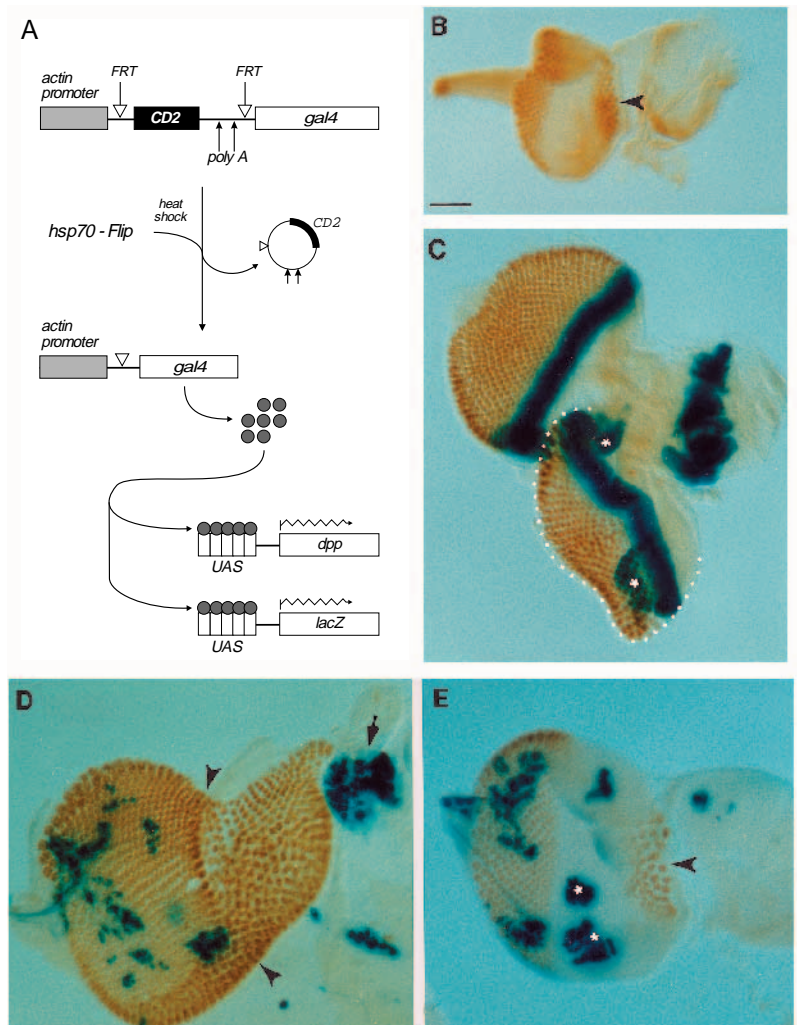 A
FRT FRT
actin
promoter
CD2
gal4
poly A
heat
shock
hsp70 - Flip
CD2
actin
promoter
gal4
dpp
UAS
lacZ
UAS
B
C
D
E